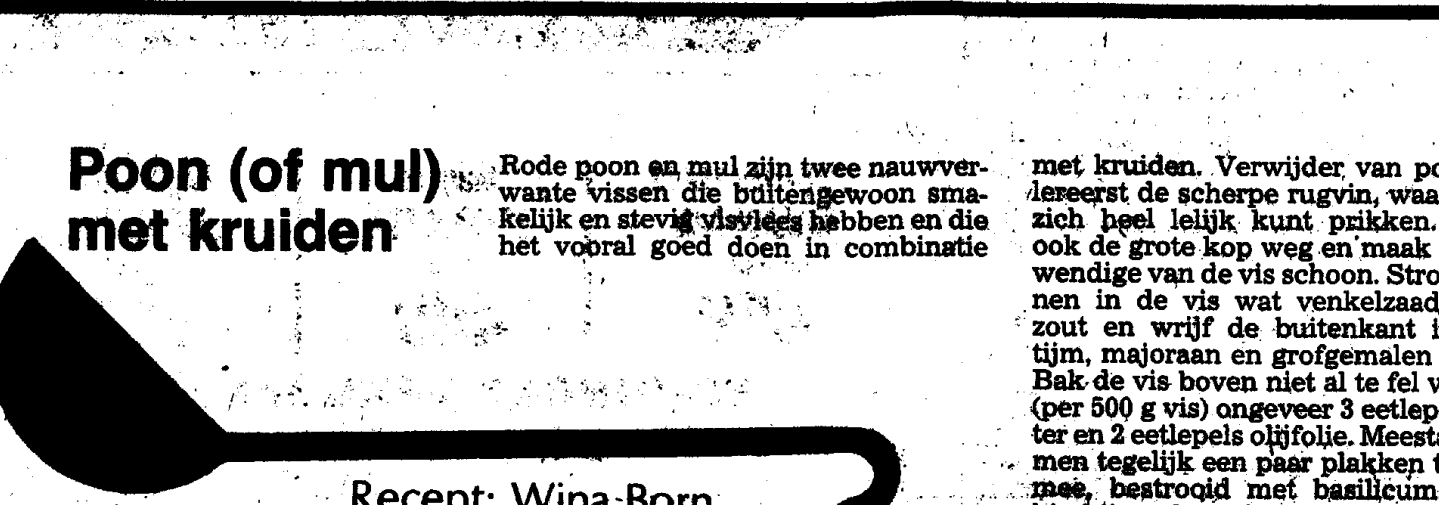 Poon (of mul)
met kruiden
Rode poon en mul zijn twee nauwver-
wante vissen die buitengewoon sma-
kelijk en stevig visvlees hebben en die
het vooral goed doen in combinatie
met kruiden. Verwijder van
lereerst de scherpe rugvin,
zich heel lelijk kunt prikken.
ook de grote kop weg en maak
wendige van de vis schoon.
nen in de vis wat venkelzaad
zout en wrijf de buitenkant
tijm, majoraan en grofgemalen
Bak de vis boven niet al te fel
(per 500 g vis) ongeveer 3
ter en 2 eetlepels olijfolie.
men tegelijk een paar plakken
mee, bestrooid met basilicum
Recept: Wina Born